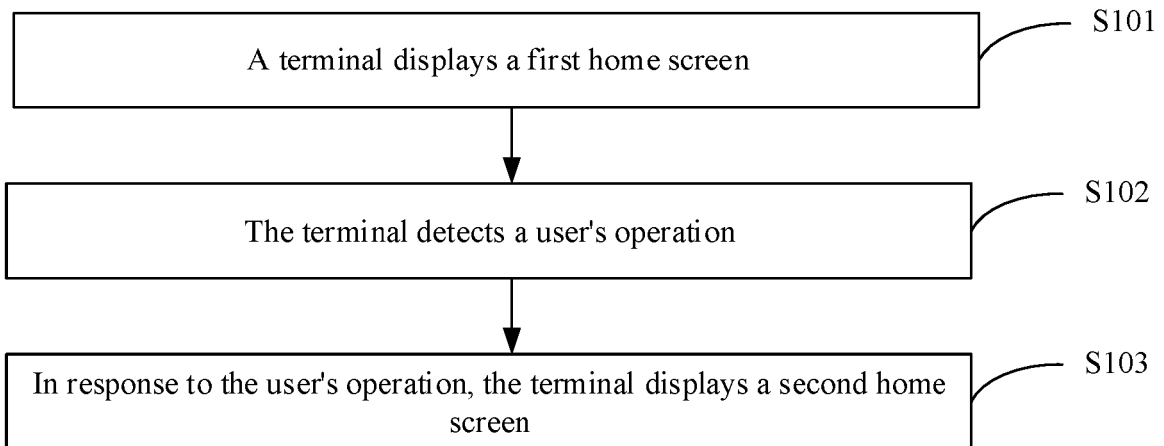 S101
A terminal displays a first home screen
S102
The terminal detects a user's operation
S103
In response to the user's operation, the terminal displays a second home
screen